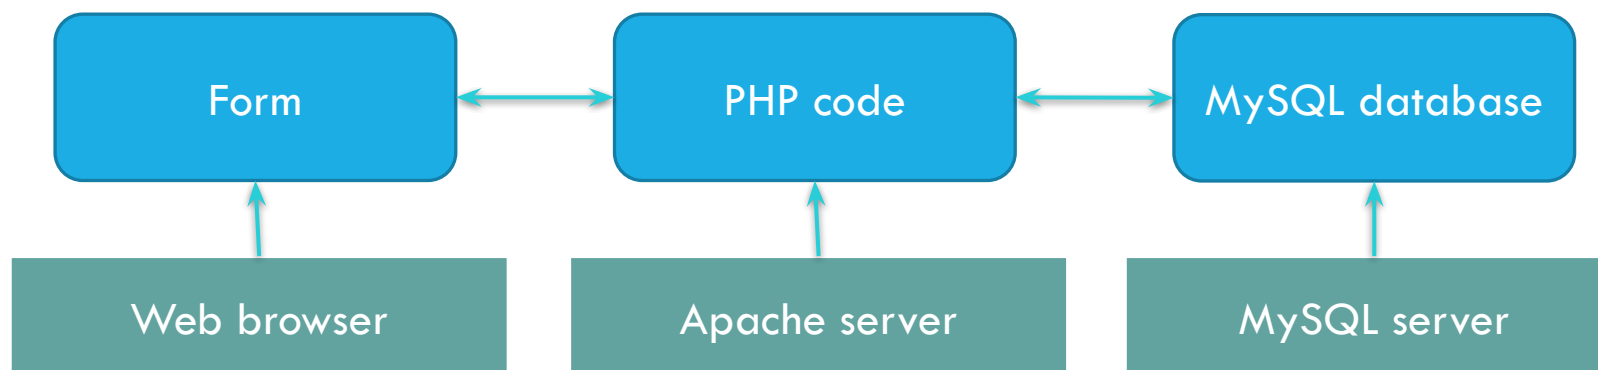 Form
PHP code
MySQL database
Web browser
Apache server
MySQL server